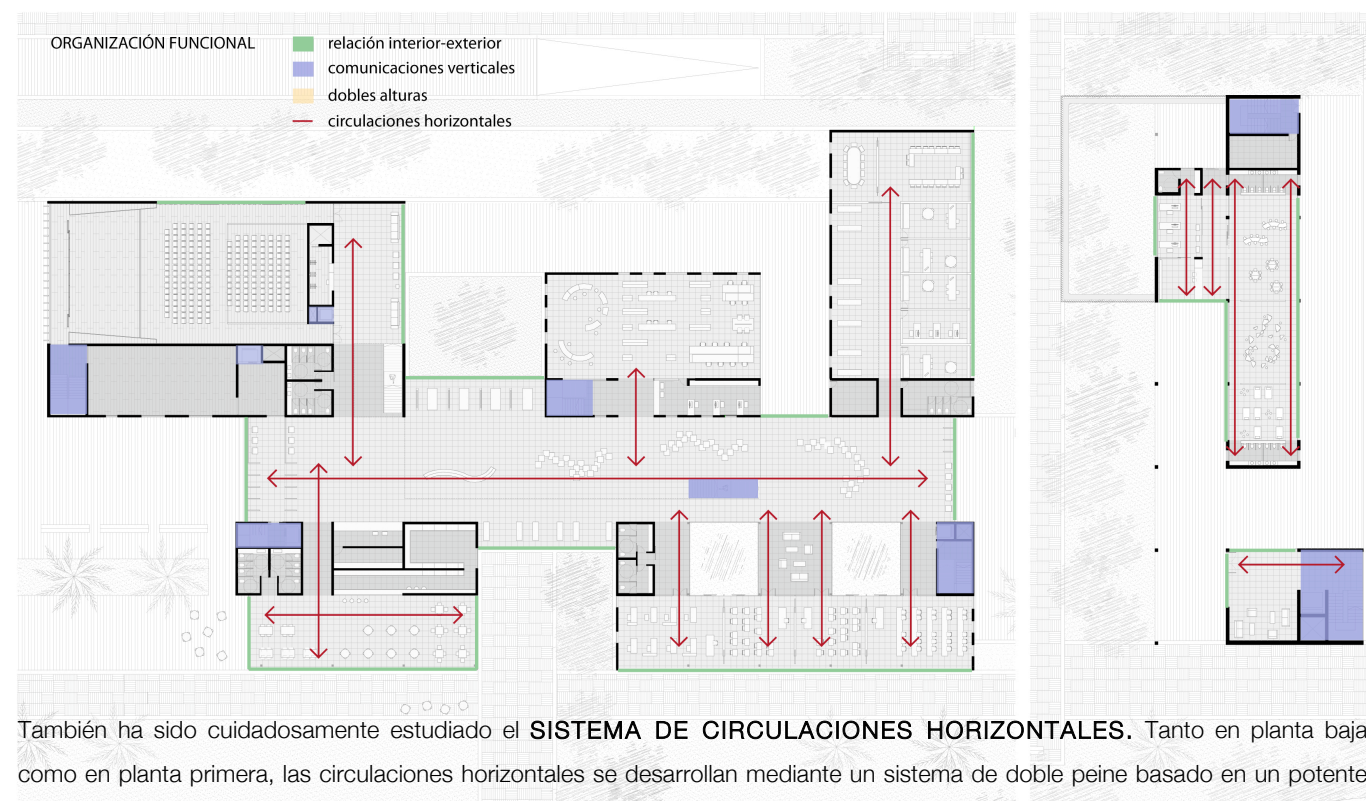 ORGANIZACIÓN FUNCIONAL
relación interior-exterior
comunicaciones verticales
dobles alturas
circulaciones horizontales
También ha sido cuidadosamente estudiado el SISTEMA DE CIRCULACIONES HORIZONTALES. Tanto en planta baja
como en planta primera, las circulaciones horizontales se desarrollan mediante un sistema de doble peine basado en un potente